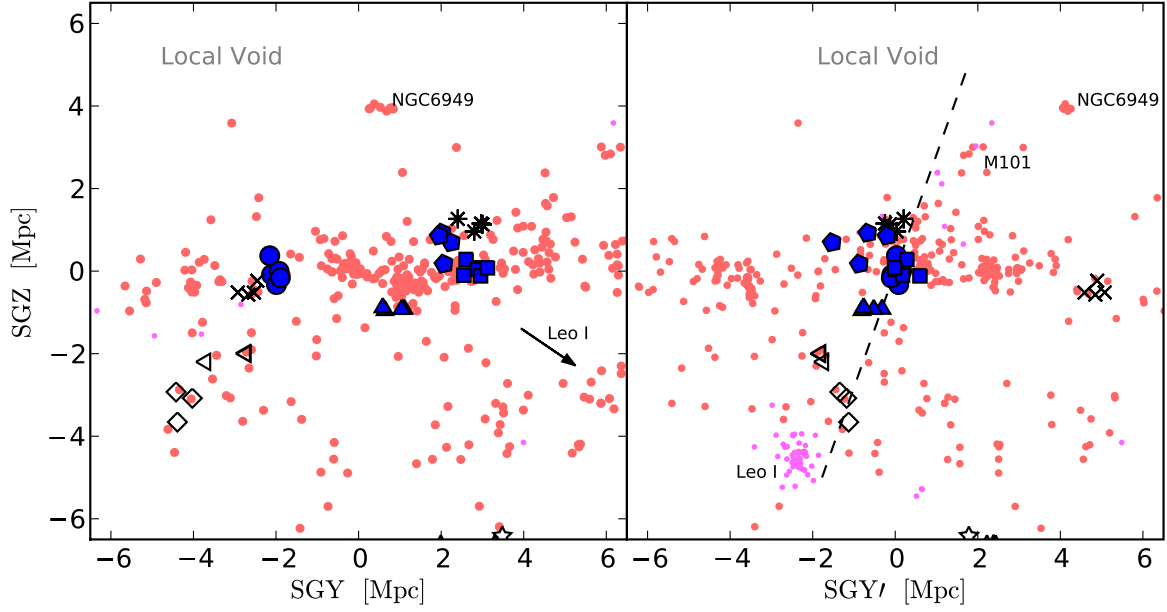 Local Void
NGC6949
Leo I
6
4
2
0
−2
−4
−6
SGZ [Mpc]
−6 −4 −2 0 2 4 6
SGY [Mpc]
Local Void
NGC6949
M101
Leo I
−6 −4 −2 0 2 4 6
SGY′ [Mpc]